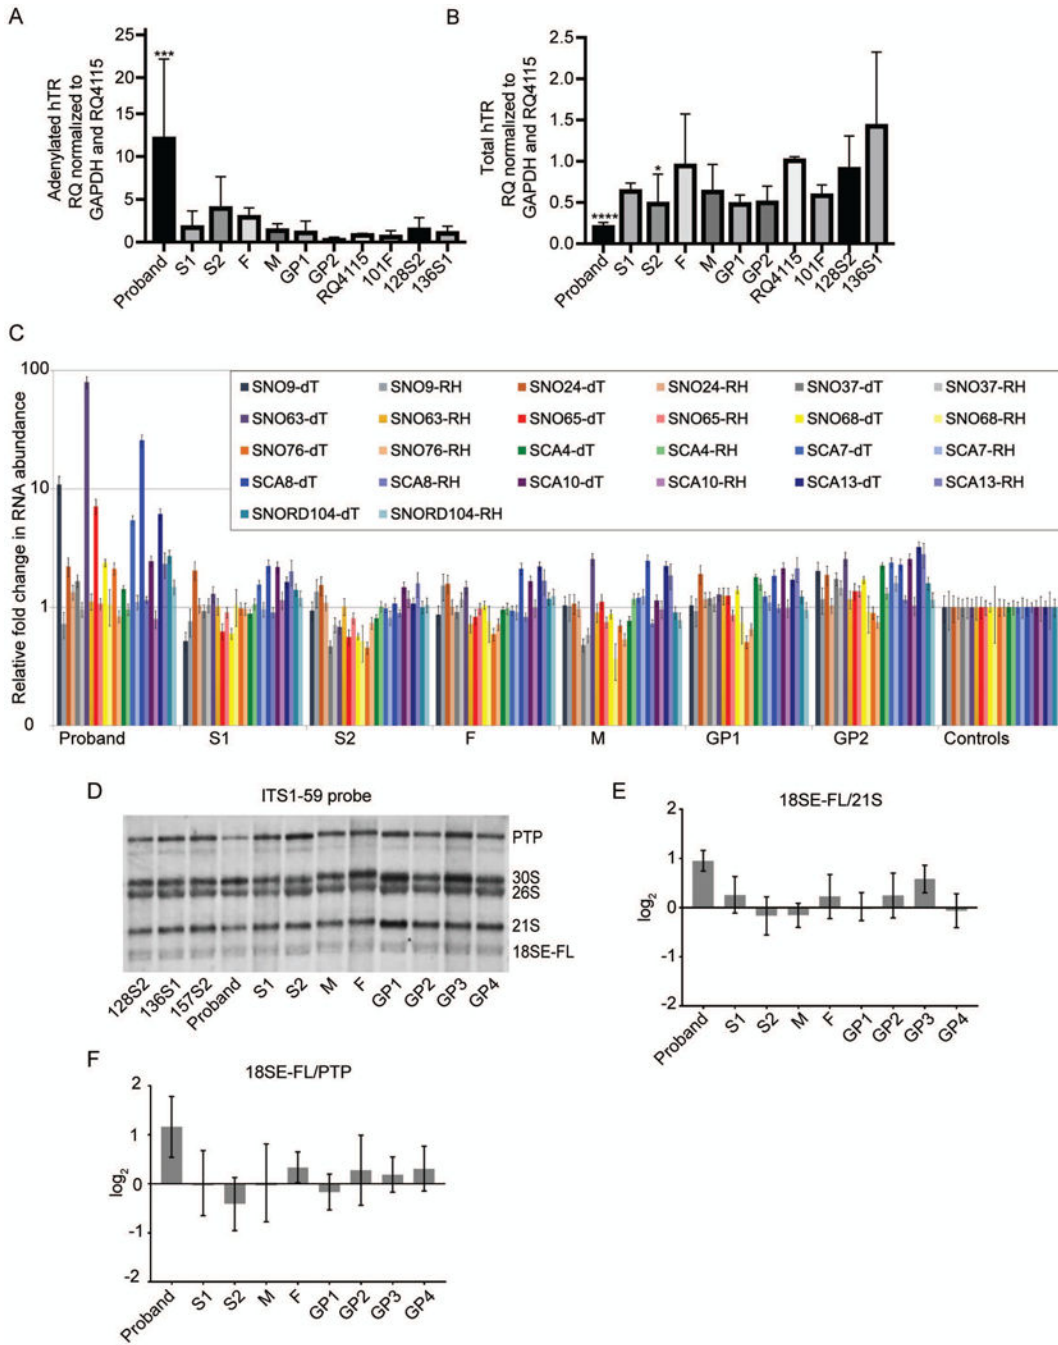 A
Adenylated hTR
RQ normalized to
GAPDH and RQ4115
25
20
15
10
5
0
***
Proband
S1
S2
F
M
GP1
GP2
RQ4115
101F
128S2
136S1
B
Total hTR
RQ normalized to
GAPDH and RQ4115
2.5
2.0
1.5
1.0
0.5
0.0
****
*
Proband
S1
S2
F
M
GP1
GP2
RQ4115
101F
128S2
136S1
C
Relative fold change in RNA abundance
100
10
1
0
SNO9-dT SNO9-RH SNO24-dT SNO24-RH SNO37-dT SNO37-RH
SNO63-dT SNO63-RH SNO65-dT SNO65-RH SNO68-dT SNO68-RH
SNO76-dT SNO76-RH SCA4-dT SCA4-RH SCA7-dT SCA7-RH
SCA8-dT SCA8-RH SCA10-dT SCA10-RH SCA13-dT SCA13-RH
SNORD104-dT SNORD104-RH
Proband S1 S2 F M GP1 GP2 Controls
D
ITS1-59 probe
PTP
30S
26S
21S
18SE-FL
128S2
136S1
157S2
Proband
S1
S2
M
F
GP1
GP2
GP3
GP4
E
18SE-FL/21S
log2
2
1
0
-1
-2
Proband
S1
S2
M
F
GP1
GP2
GP3
GP4
F
18SE-FL/PTP
log2
2
1
0
-1
-2
Proband
S1
S2
M
F
GP1
GP2
GP3
GP4